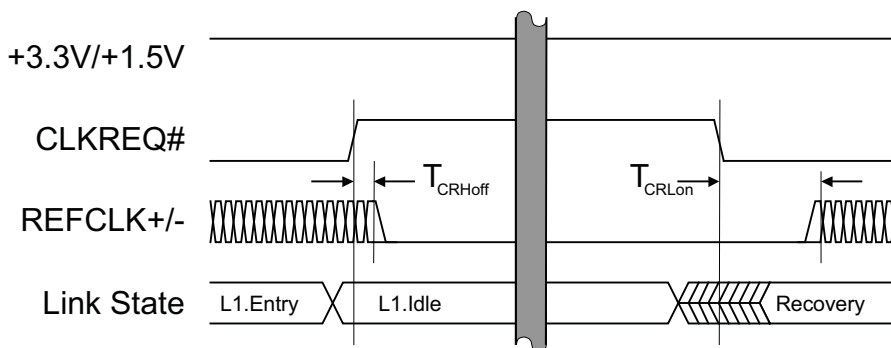 +3.3V/+1.5V
CLKREQ#
T_CRHoff T_CRLon
REFCLK+/-
Link State L1.Entry L1.Idle Recovery